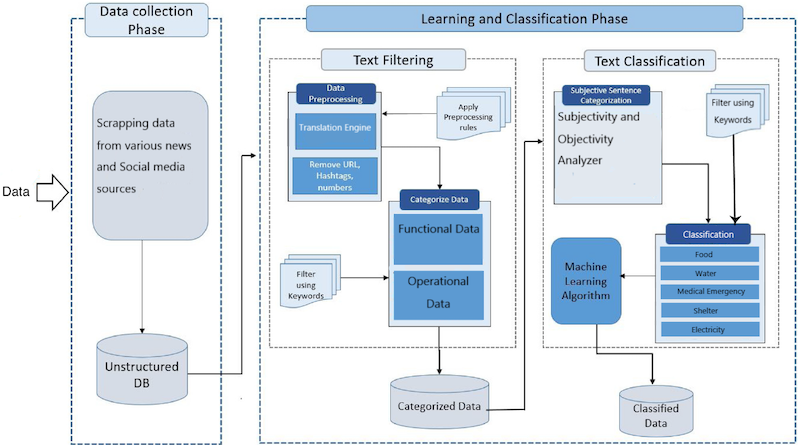 Data collection
Phase
Learning and Classification Phase
Text Filtering
Text Classification
Data
Scrapping data
from various news
and Social media
sources
Unstructured
DB
Data
Preprocessing
Translation Engine
Remove URL,
Hashtags,
numbers
Apply
Preprocessing
rules
Categorize Data
Functional Data
Operational
Data
Filter
using
Keywords
Categorized Data
Subjective Sentence
Categorization
Subjectivity and
Objectivity
Analyzer
Filter using
Keywords
Classification
Food
Water
Medical Emergency
Shelter
Electricity
Machine
Learning
Algorithm
Classified
Data